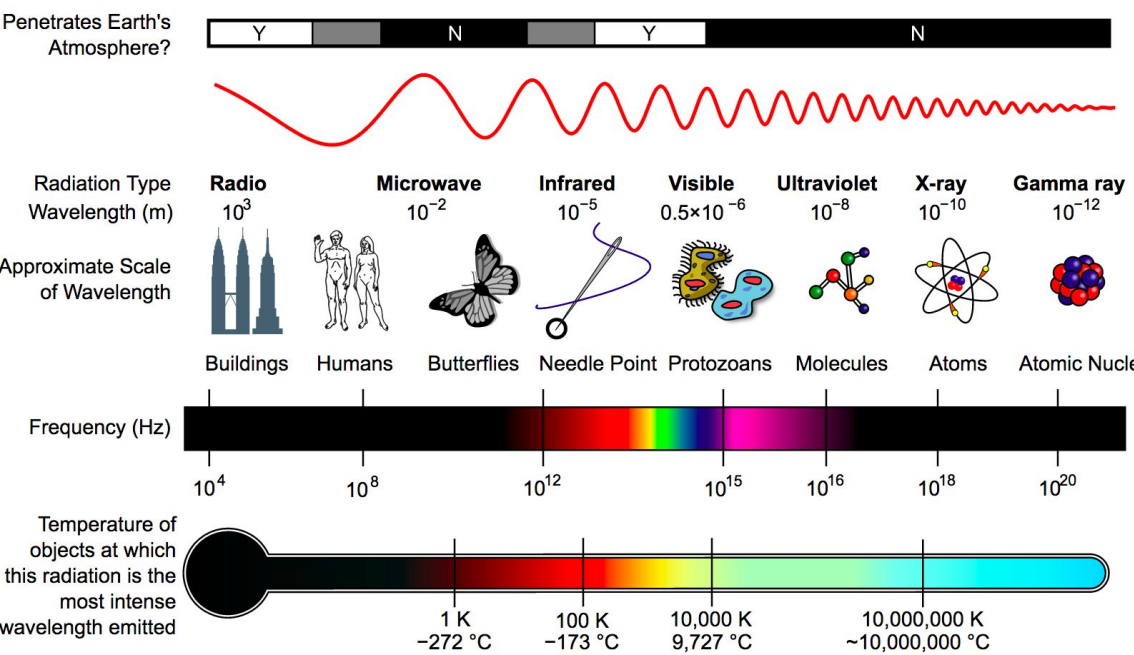 Penetrates Earth's
Atmosphere?
Y N Y N
Radiation Type Radio Microwave Infrared Visible Ultraviolet X-ray Gamma ray
Wavelength (m) 10³ 10⁻² 10⁻⁵ 0.5×10⁻⁶ 10⁻⁸ 10⁻¹⁰ 10⁻¹²
Approximate Scale
of Wavelength
Buildings Humans Butterflies Needle Point Protozoans Molecules Atoms Atomic Nucle
Frequency (Hz)
10⁴ 10⁸ 10¹² 10¹⁵ 10¹⁶ 10¹⁸ 10²⁰
Temperature of
objects at which
this radiation is the
most intense
wavelength emitted
1 K 100 K 10,000 K 10,000,000 K
−272 °C −173 °C 9,727 °C ~10,000,000 °C